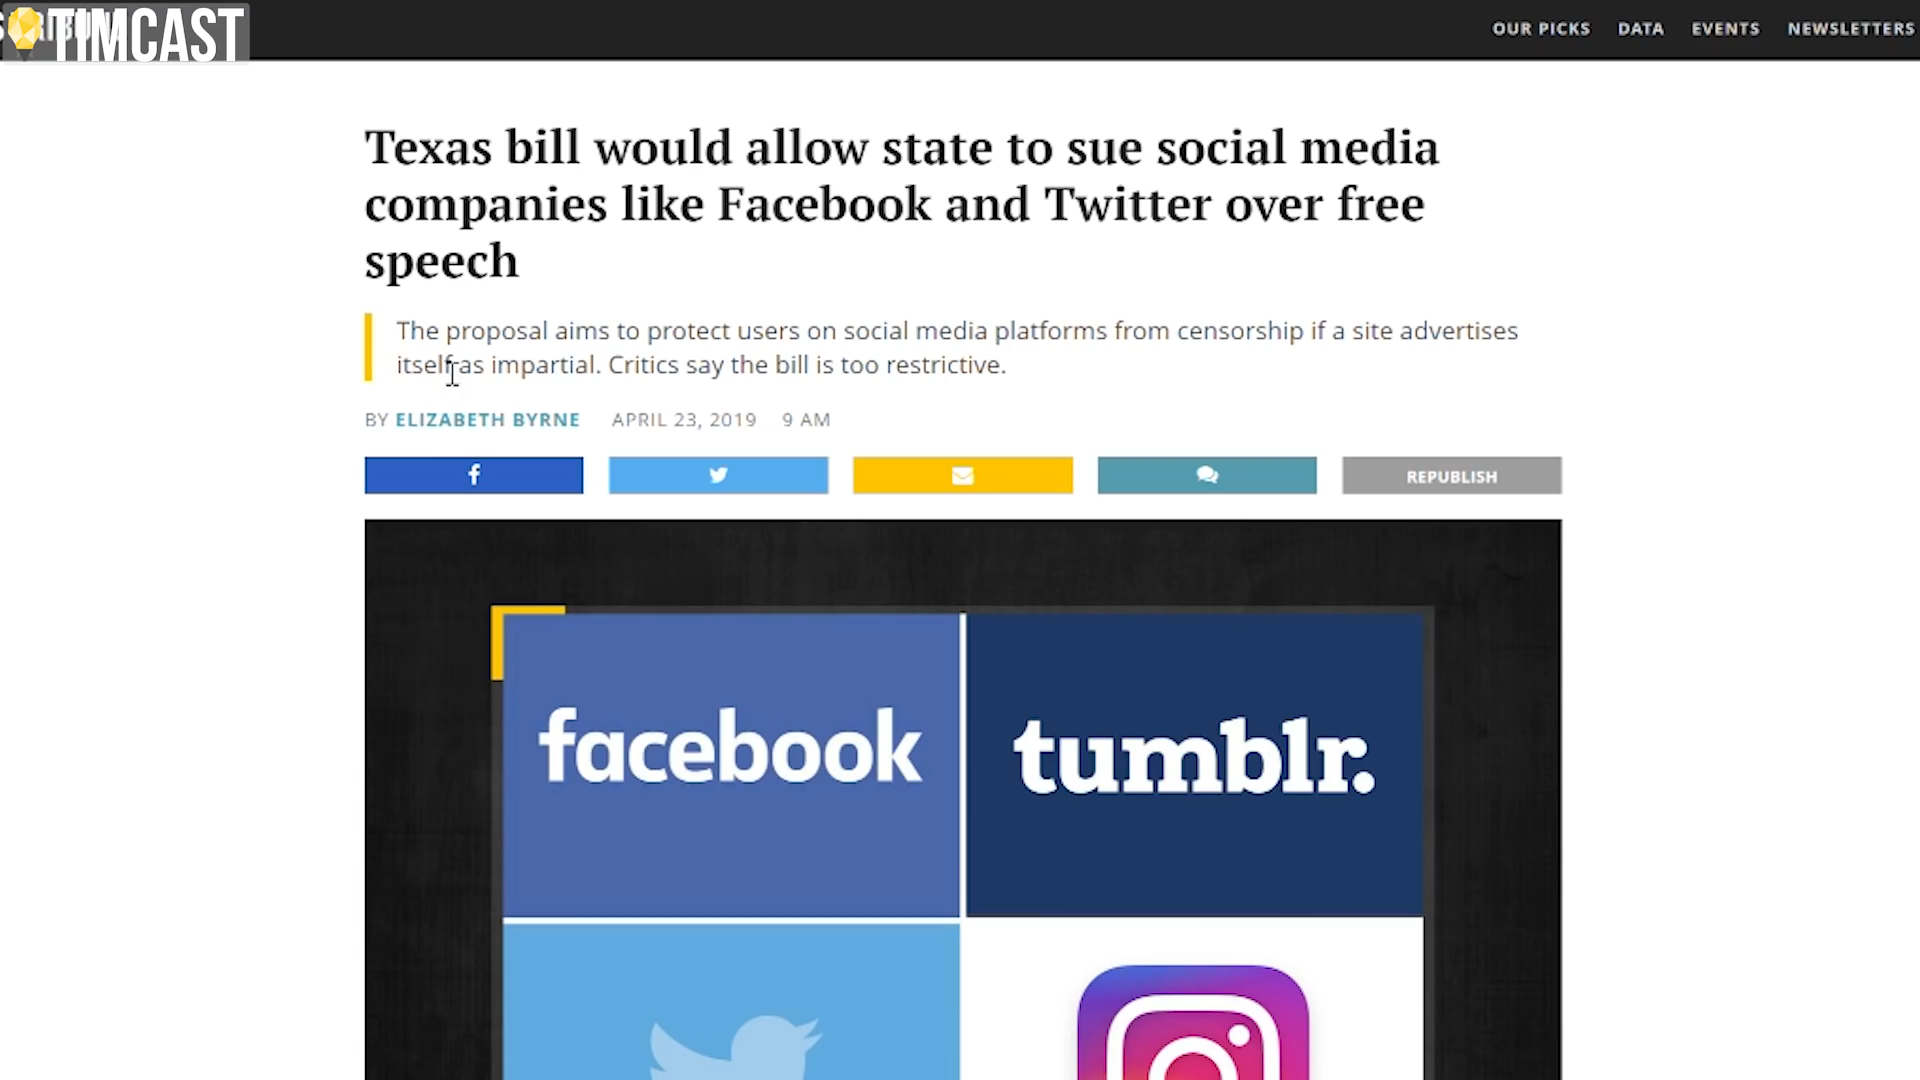 TIMCAST
OUR PICKS DATA EVENTS NEWSLETTERS
Texas bill would allow state to sue social media
companies like Facebook and Twitter over free
speech
The proposal aims to protect users on social media platforms from censorship if a site advertises
itself as impartial. Critics say the bill is too restrictive.
BY ELIZABETH BYRNE APRIL 23, 2019 9 AM
f REPUBLISH
facebook tumblr.